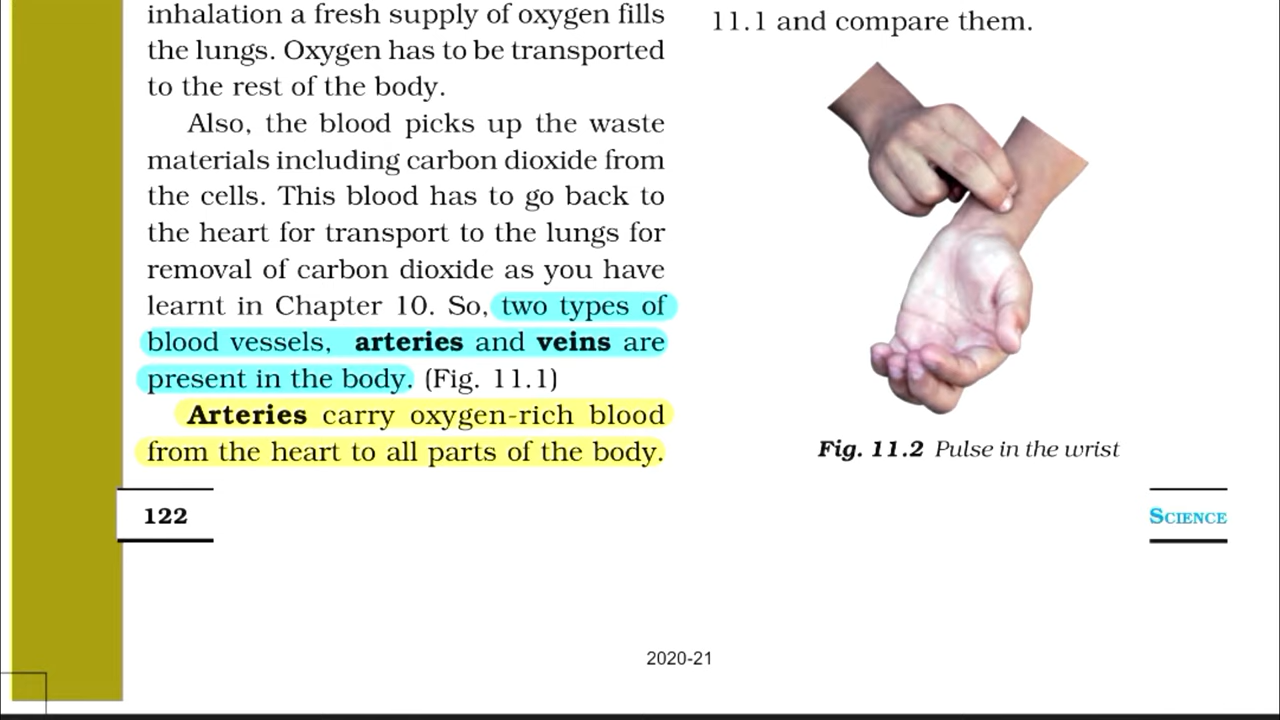 inhalation a fresh supply of oxygen fills
the lungs. Oxygen has to be transported
to the rest of the body.
Also, the blood picks up the waste
materials including carbon dioxide from
the cells. This blood has to go back to
the heart for transport to the lungs for
removal of carbon dioxide as you have
learnt in Chapter 10. So, two types of
blood vessels, arteries and veins are
present in the body. (Fig. 11.1)
Arteries carry oxygen-rich blood
from the heart to all parts of the body.
11.1 and compare them.
Fig. 11.2 Pulse in the wrist
122
SCIENCE
2020-21